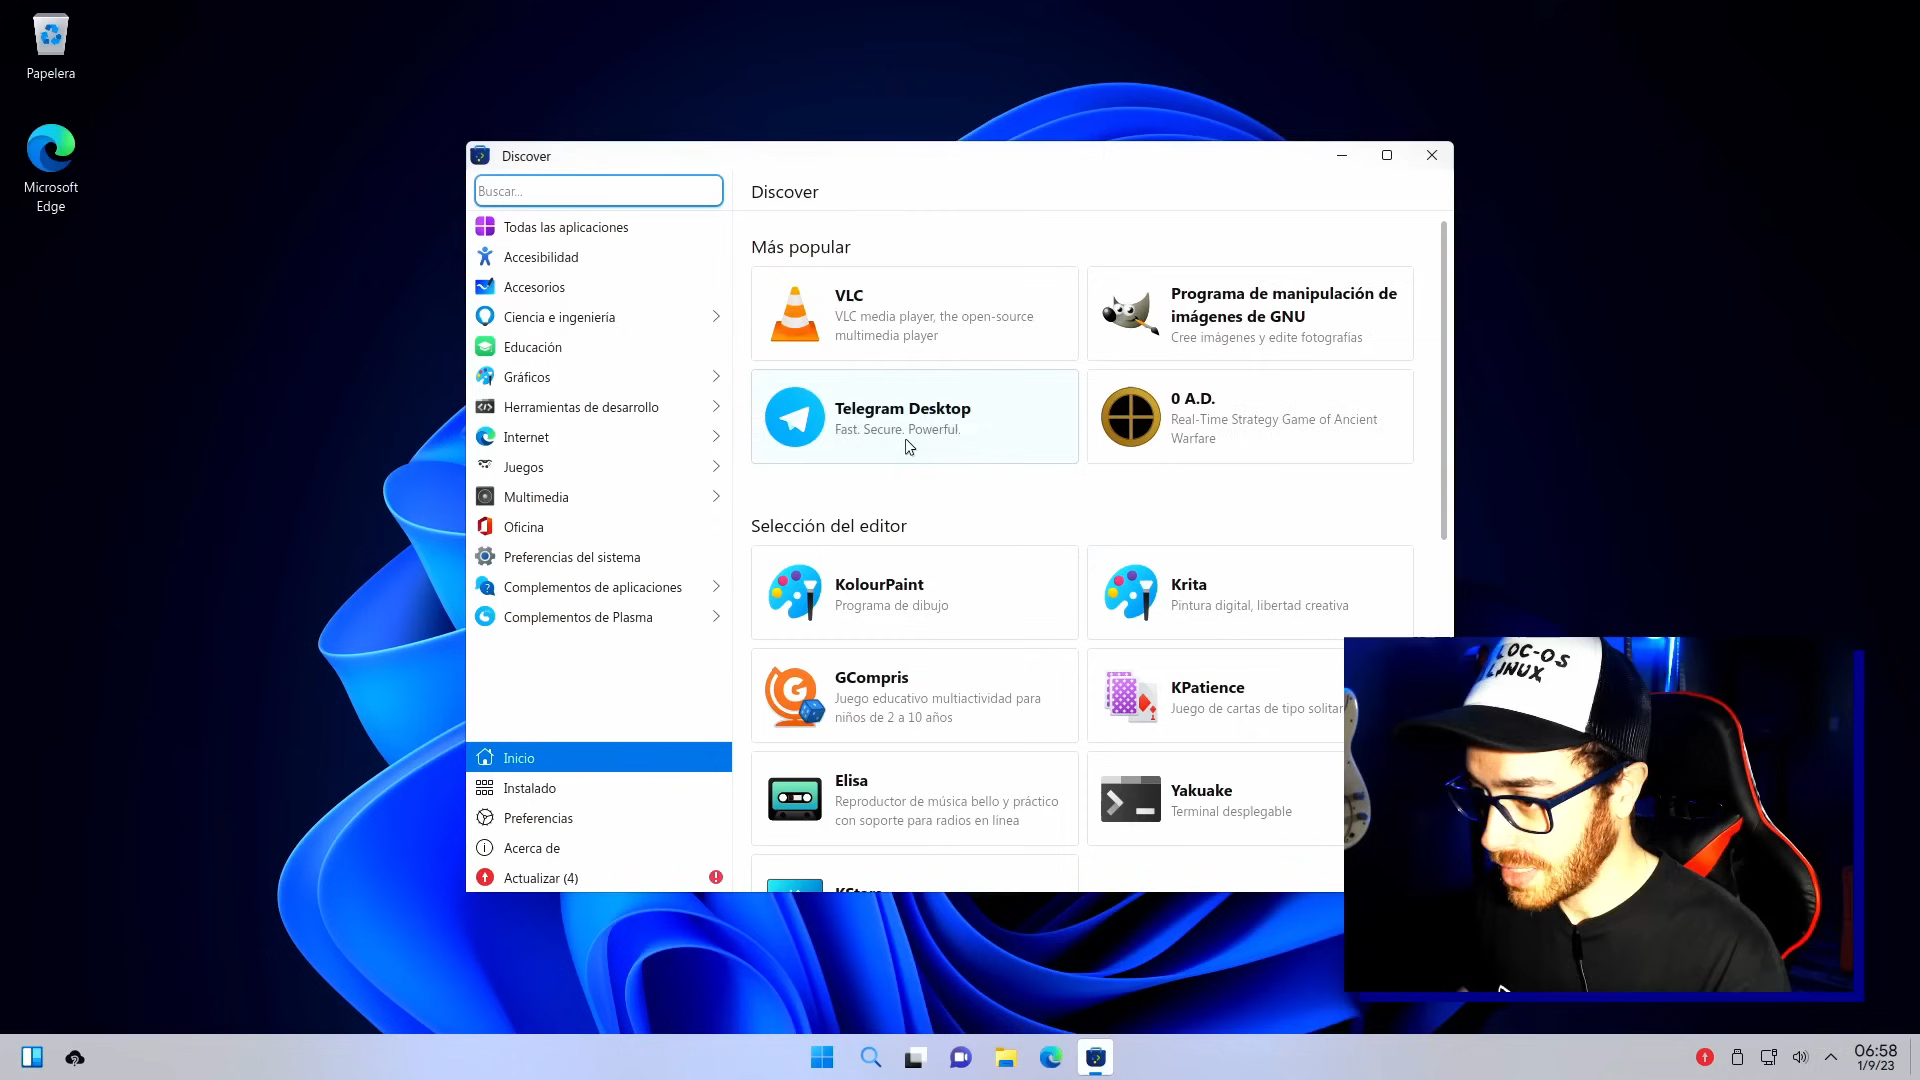 Papelera
Microsoft
Edge
Discover
Buscar...
Todas las aplicaciones
Accesibilidad
Accesorios
Ciencia e ingeniería
Educación
Gráficos
Herramientas de desarrollo
Internet
Juegos
Multimedia
Oficina
Preferencias del sistema
Complementos de aplicaciones
Complementos de Plasma
Inicio
Instalado
Preferencias
Acerca de
Actualizar (4)
Discover
Más popular
VLC
VLC media player, the open-source
multimedia player
Programa de manipulación de
imágenes de GNU
Cree imágenes y edite fotografías
Telegram Desktop
Fast. Secure. Powerful.
0 A.D.
Real-Time Strategy Game of Ancient
Warfare
Selección del editor
KolourPaint
Programa de dibujo
Krita
Pintura digital, libertad creativa
GCompris
Juego educativo multiactividad para
niños de 2 a 10 años
KPatience
Juego de cartas de tipo solitar
Elisa
Reproductor de música bello y práctico
con soporte para radios en línea
Yakuake
Terminal desplegable
LOC-OS
LINUX
06:58
1/9/23